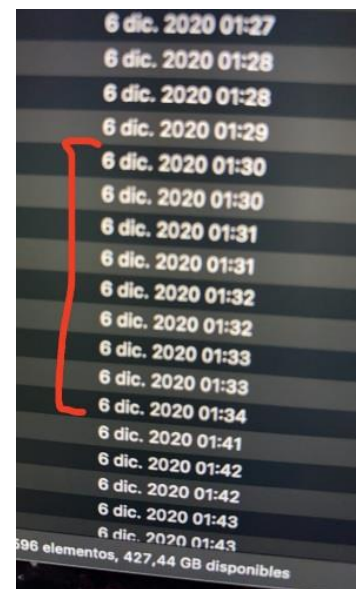 6 dic. 2020 01:27
6 dic. 2020 01:28
6 dic. 2020 01:28
6 dic. 2020 01:29
6 dic. 2020 01:30
6 dic. 2020 01:30
6 dic. 2020 01:31
6 dic. 2020 01:31
6 dic. 2020 01:32
6 dic. 2020 01:32
6 dic. 2020 01:33
6 dic. 2020 01:33
6 dic. 2020 01:34
6 dic. 2020 01:41
6 dic. 2020 01:42
6 dic. 2020 01:42
6 dic. 2020 01:43
6 dic. 2020 01:43
596 elementos, 427,44 GB disponibles